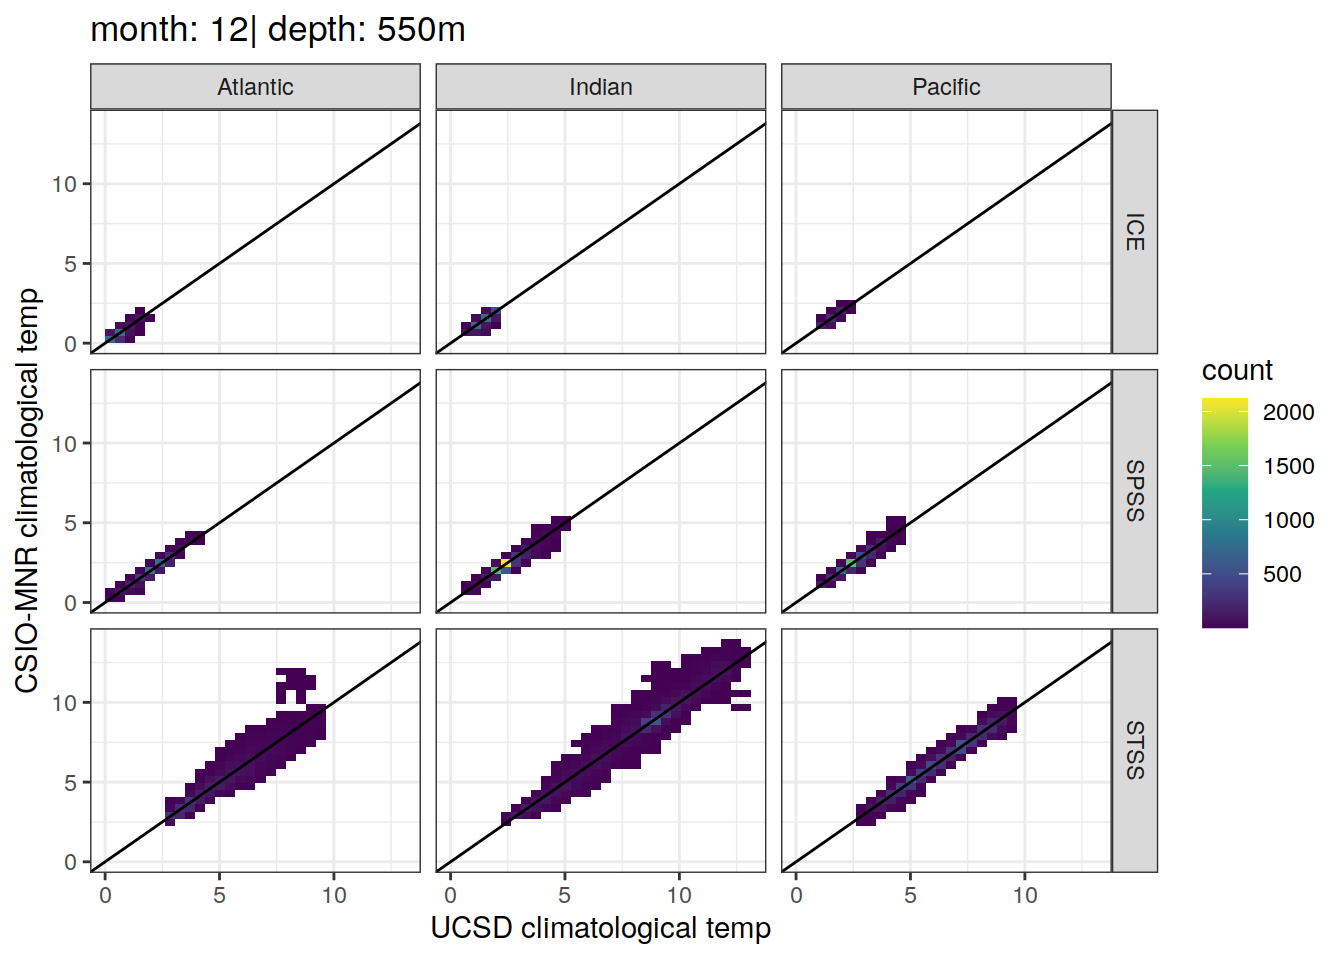 month: 12| depth: 550m
Atlantic
Indian
Pacific
10
5
0
ICE
10
5
0
SPSS
10
5
0
STSS
0
5
10
0
5
10
0
5
10
UCSD climatological temp
CSIO-MNR climatological temp
count
2000
1500
1000
500